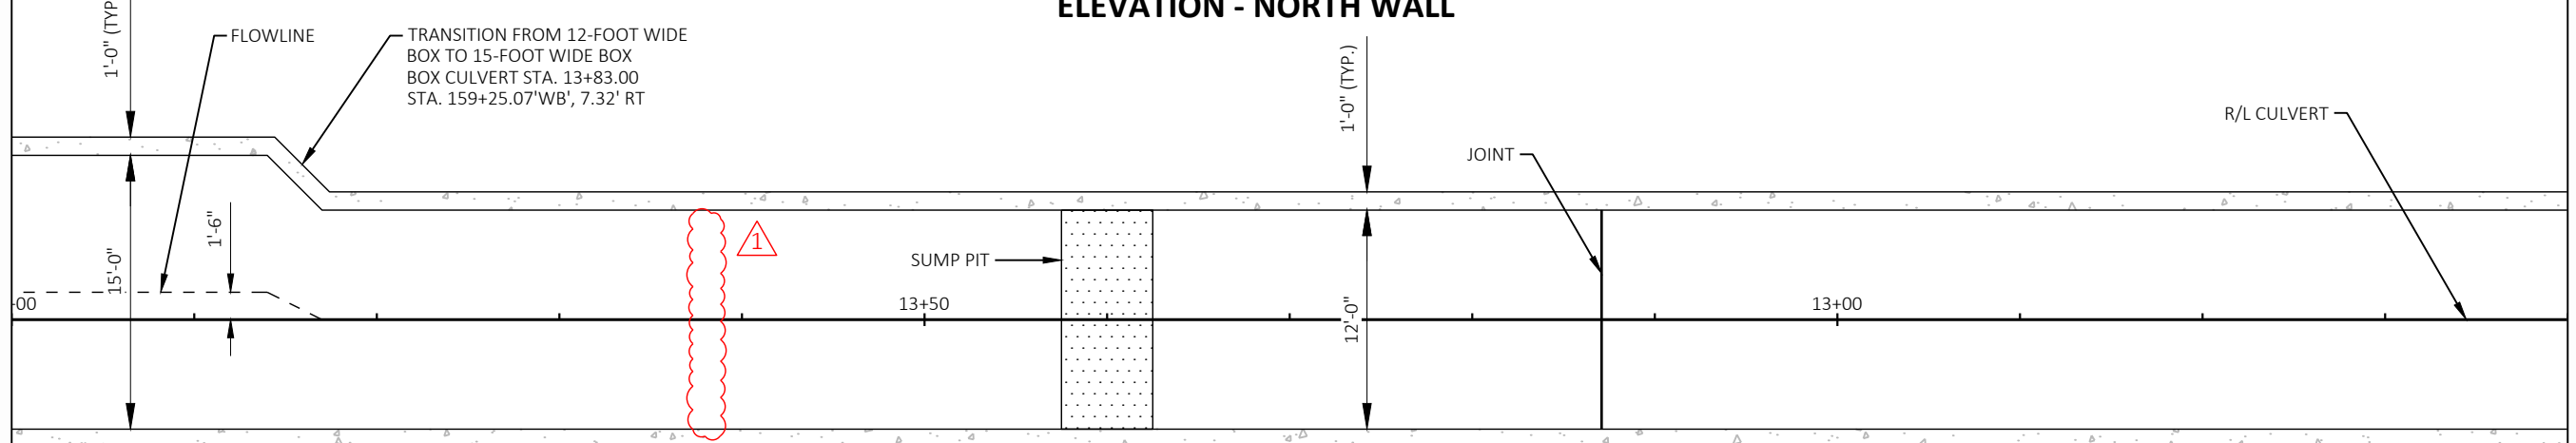 ELEVATION - NORTH WALL
1'-0" (TYP
FLOWLINE
TRANSITION FROM 12-FOOT WIDE
BOX TO 15-FOOT WIDE BOX
BOX CULVERT STA. 13+83.00
STA. 159+25.07'WB', 7.32' RT
1'-0" (TYP.)
R/L CULVERT
JOINT
1'-6"
15'-0"
1
SUMP PIT
-00
13+50
12'-0"
13+00